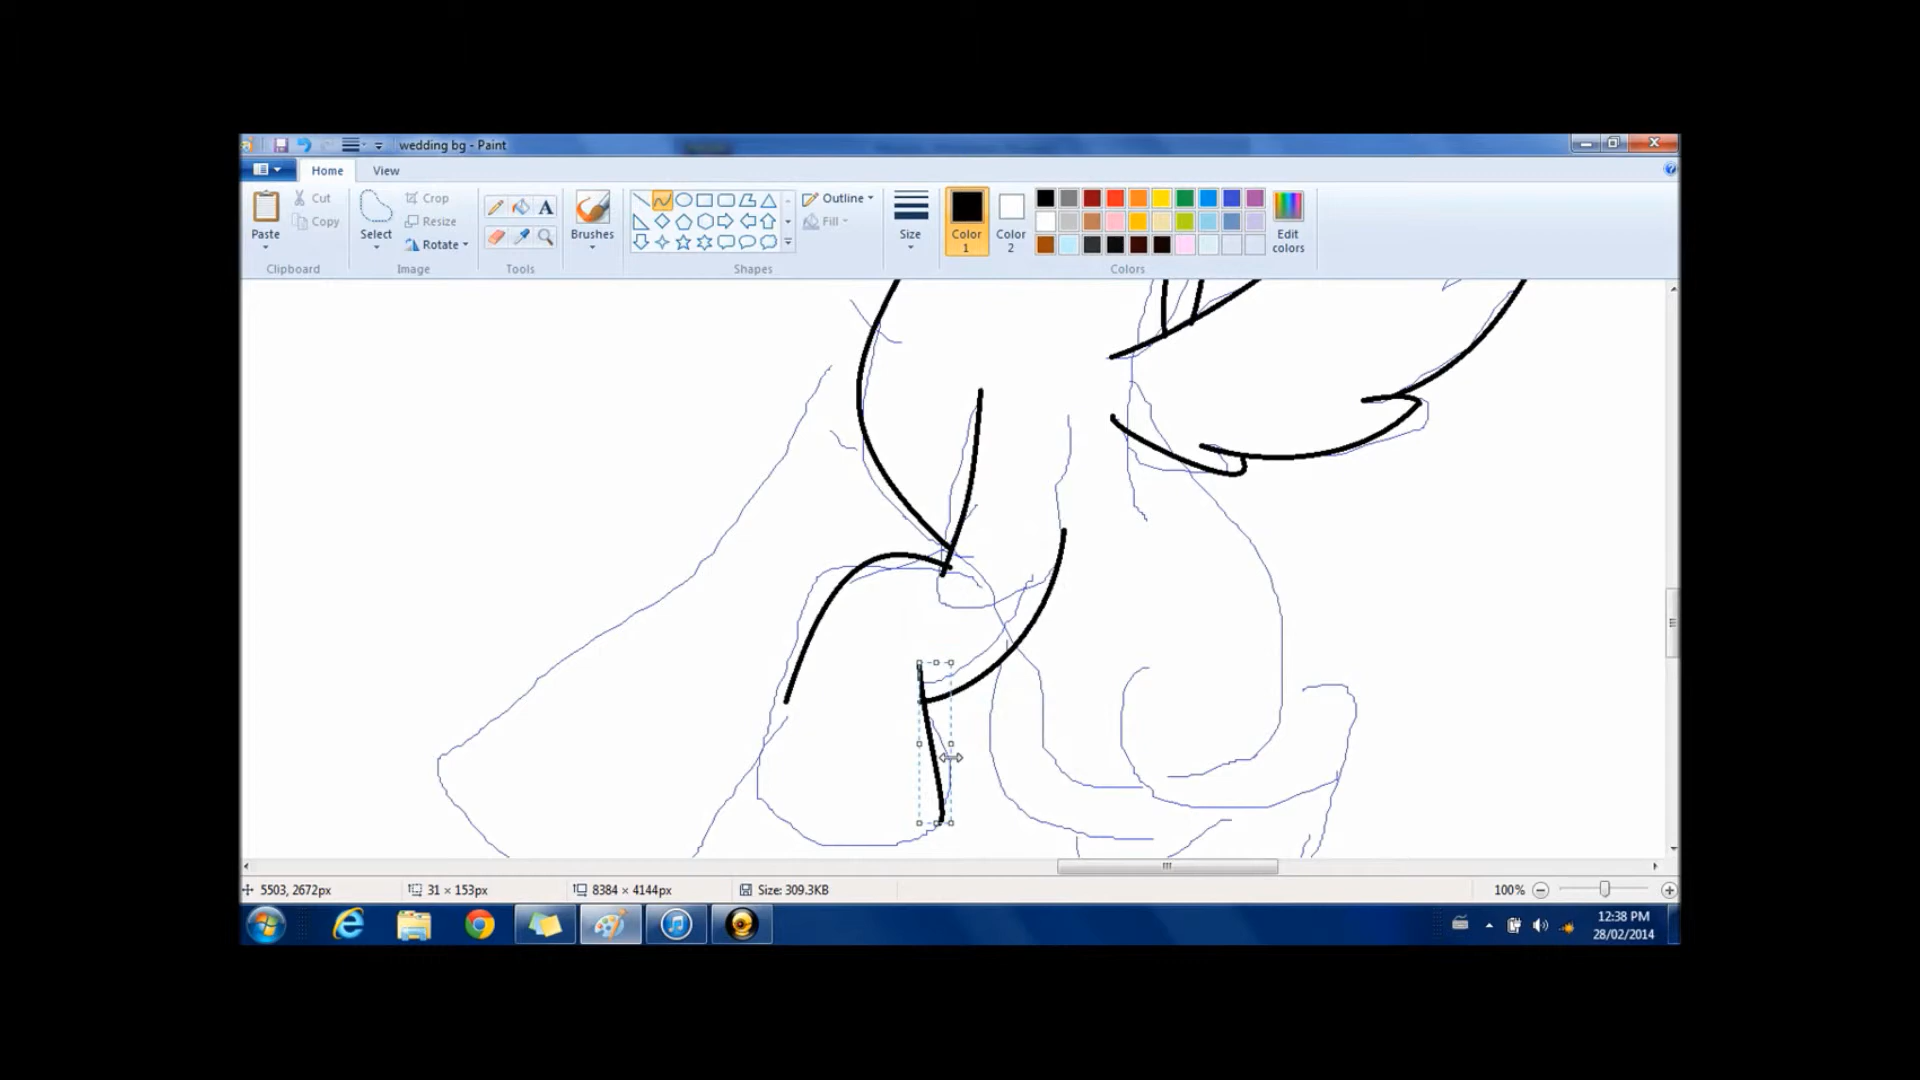 wedding bg - Paint
Home View
Paste
Cut
Copy
Clipboard
Select
Crop
Resize
Rotate
Image
A
Tools
Brushes
Outline
Fill
Shapes
Size
Color 1
Color 2
Edit colors
Colors
5503, 2672px 31 × 153px 8384 × 4144px Size: 309.3KB 100%
12:38 PM
28/02/2014